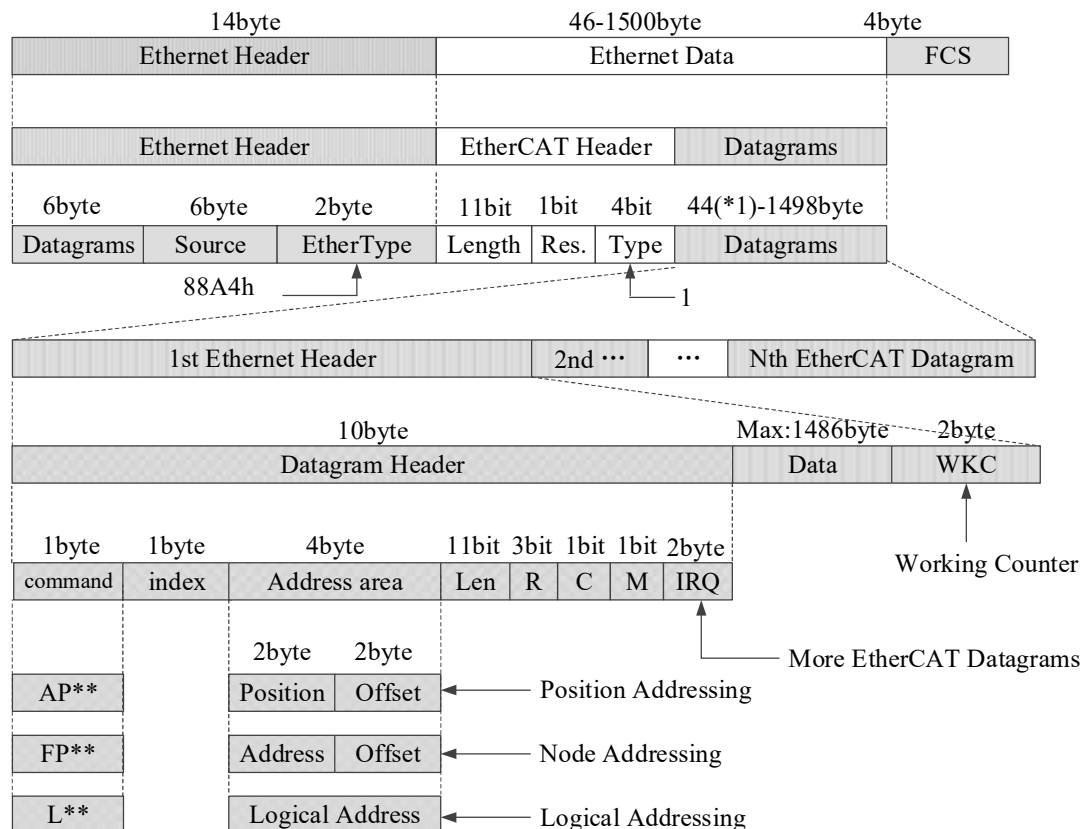 14byte 46-1500byte 4byte
Ethernet Header Ethernet Data FCS
Ethernet Header EtherCAT Header Datagrams
6byte 6byte 2byte 11bit 1bit 4bit 44(*1)-1498byte
Datagrams Source EtherType Length Res. Type Datagrams
88A4h 1
1st Ethernet Header 2nd ··· ··· Nth EtherCAT Datagram
10byte Max:1486byte 2byte
Datagram Header Data WKC
1byte 1byte 4byte 11bit 3bit 1bit 1bit 2byte
Working Counter
command index Address area Len R C M IRQ
2byte 2byte
More EtherCAT Datagrams
AP** Position Offset Position Addressing
FP** Address Offset Node Addressing
L** Logical Address Logical Addressing